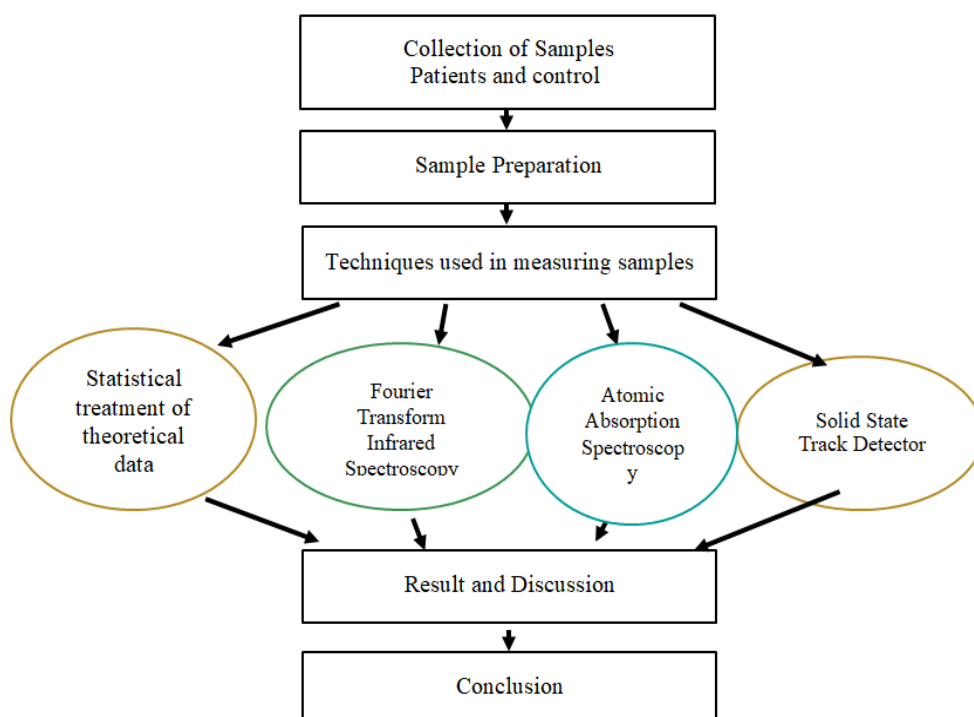 Collection of Samples
Patients and control
Sample Preparation
Techniques used in measuring samples
Statistical
treatment of
theoretical
data
Fourier
Transform
Infrared
Spectroscopy
Atomic
Absorption
Spectroscop
y
Solid State
Track Detector
Result and Discussion
Conclusion